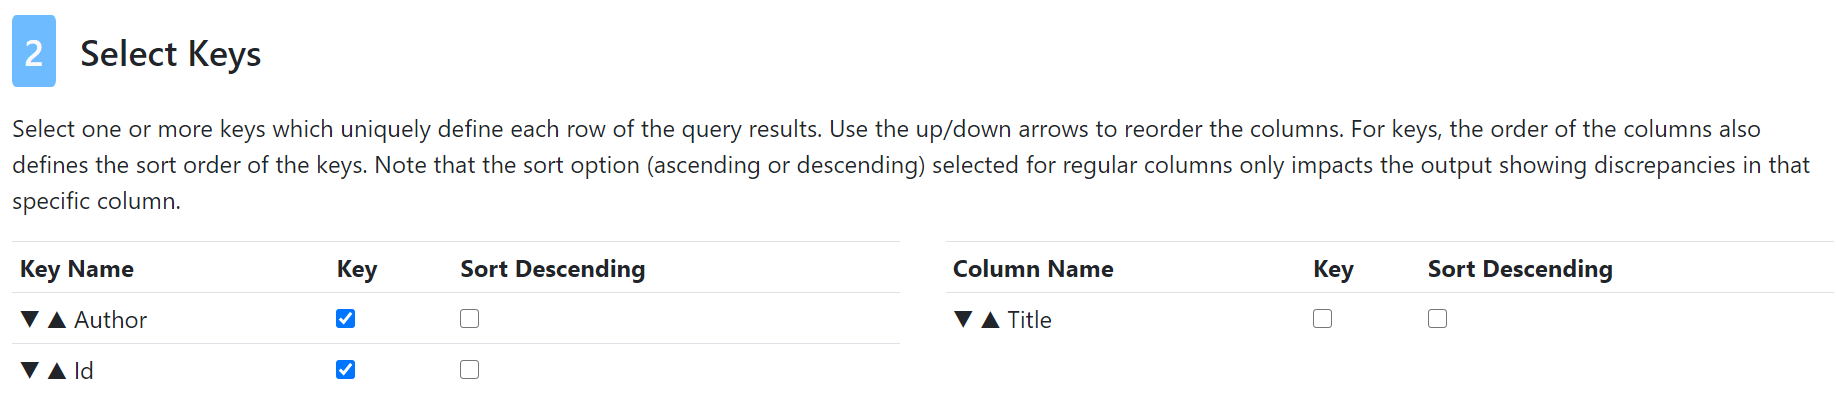 2 Select Keys
Select one or more keys which uniquely define each row of the query results. Use the up/down arrows to reorder the columns. For keys, the order of the columns also
defines the sort order of the keys. Note that the sort option (ascending or descending) selected for regular columns only impacts the output showing discrepancies in that
specific column.
Key Name Key Sort Descending
▼ ▲ Author
▼ ▲ Id
Column Name Key Sort Descending
▼ ▲ Title